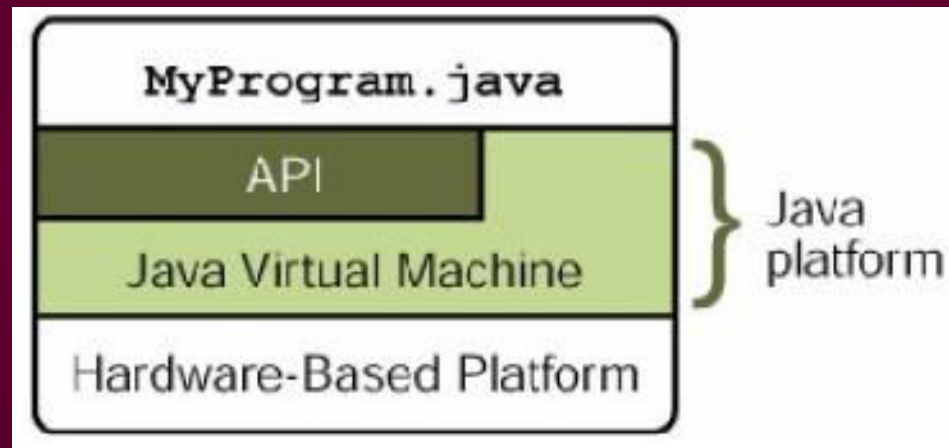 MyProgram.java
API
Java Virtual Machine
Hardware-Based Platform
Java
platform